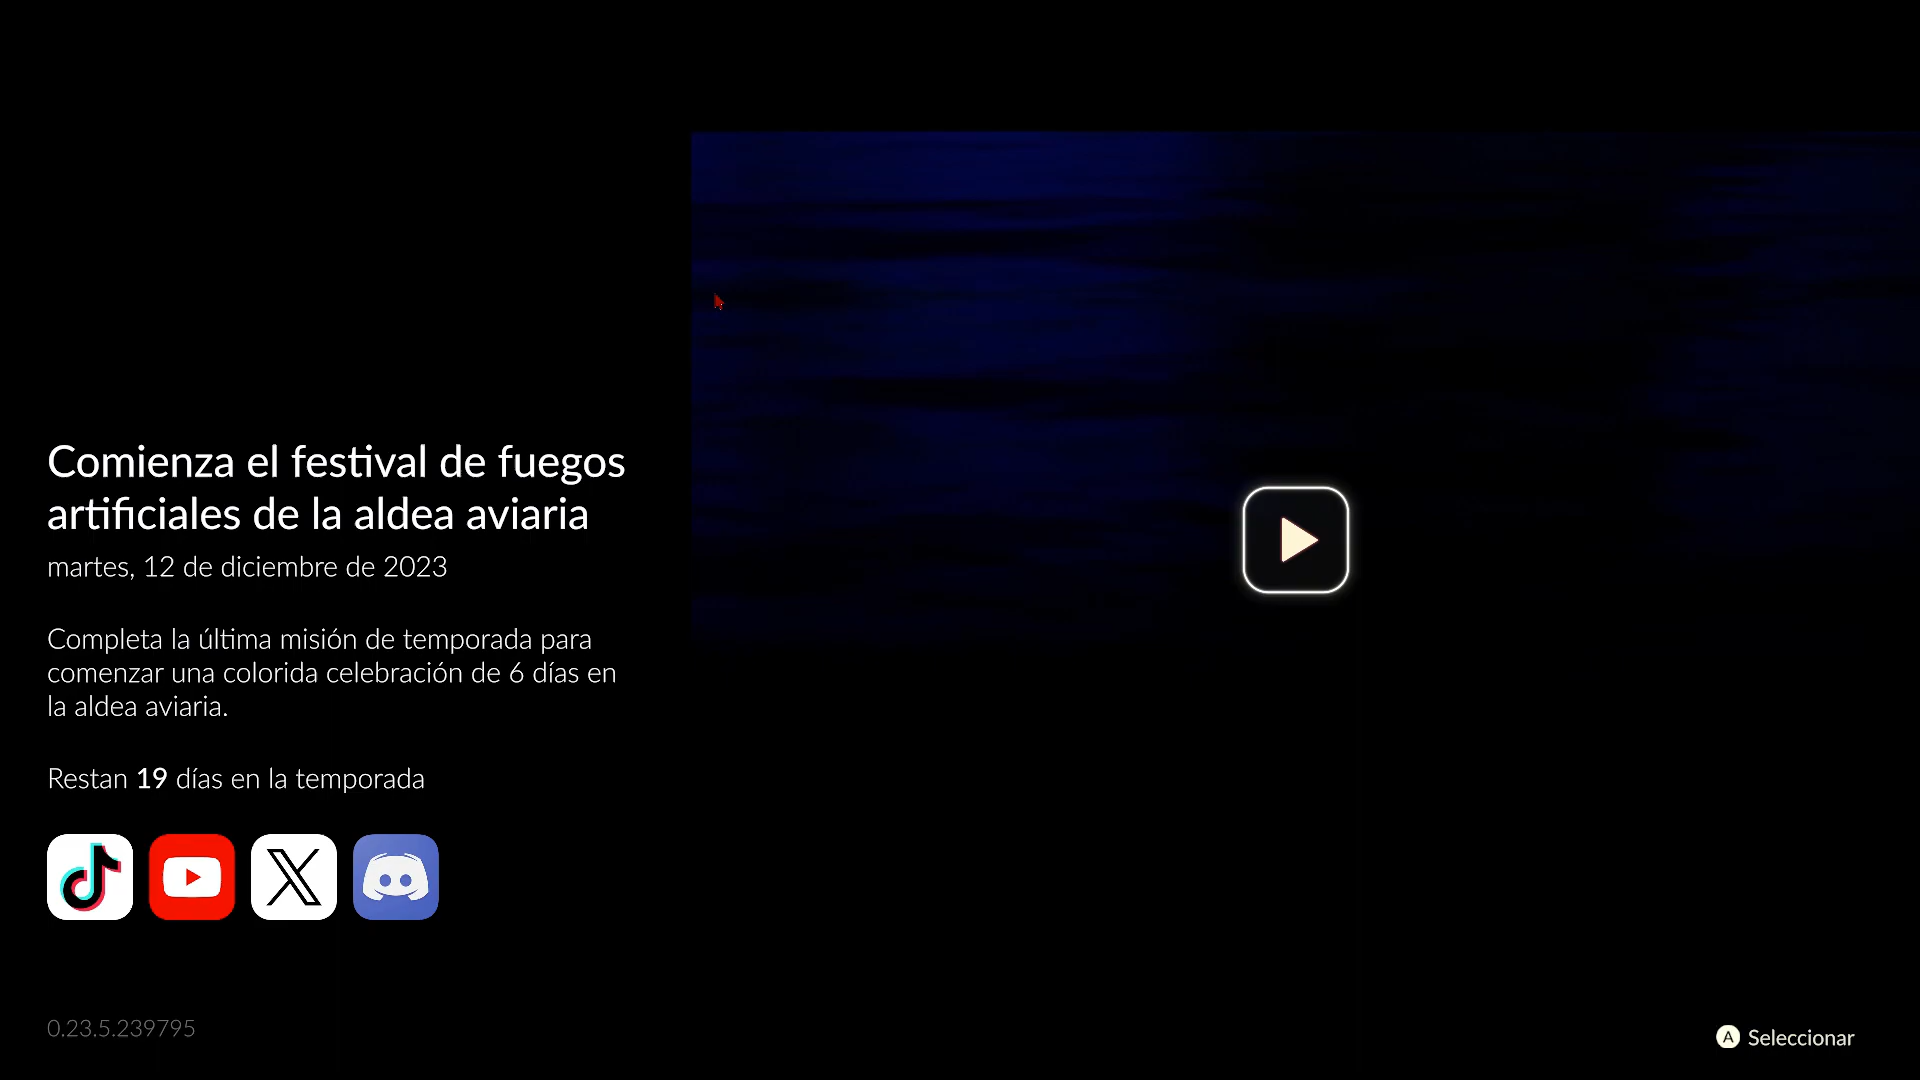 Comienza el festival de fuegos
artificiales de la aldea aviaria
martes, 12 de diciembre de 2023
Completa la última misión de temporada para
comenzar una colorida celebración de 6 días en
la aldea aviaria.
Restan 19 días en la temporada
0.23.5.239795
A Seleccionar